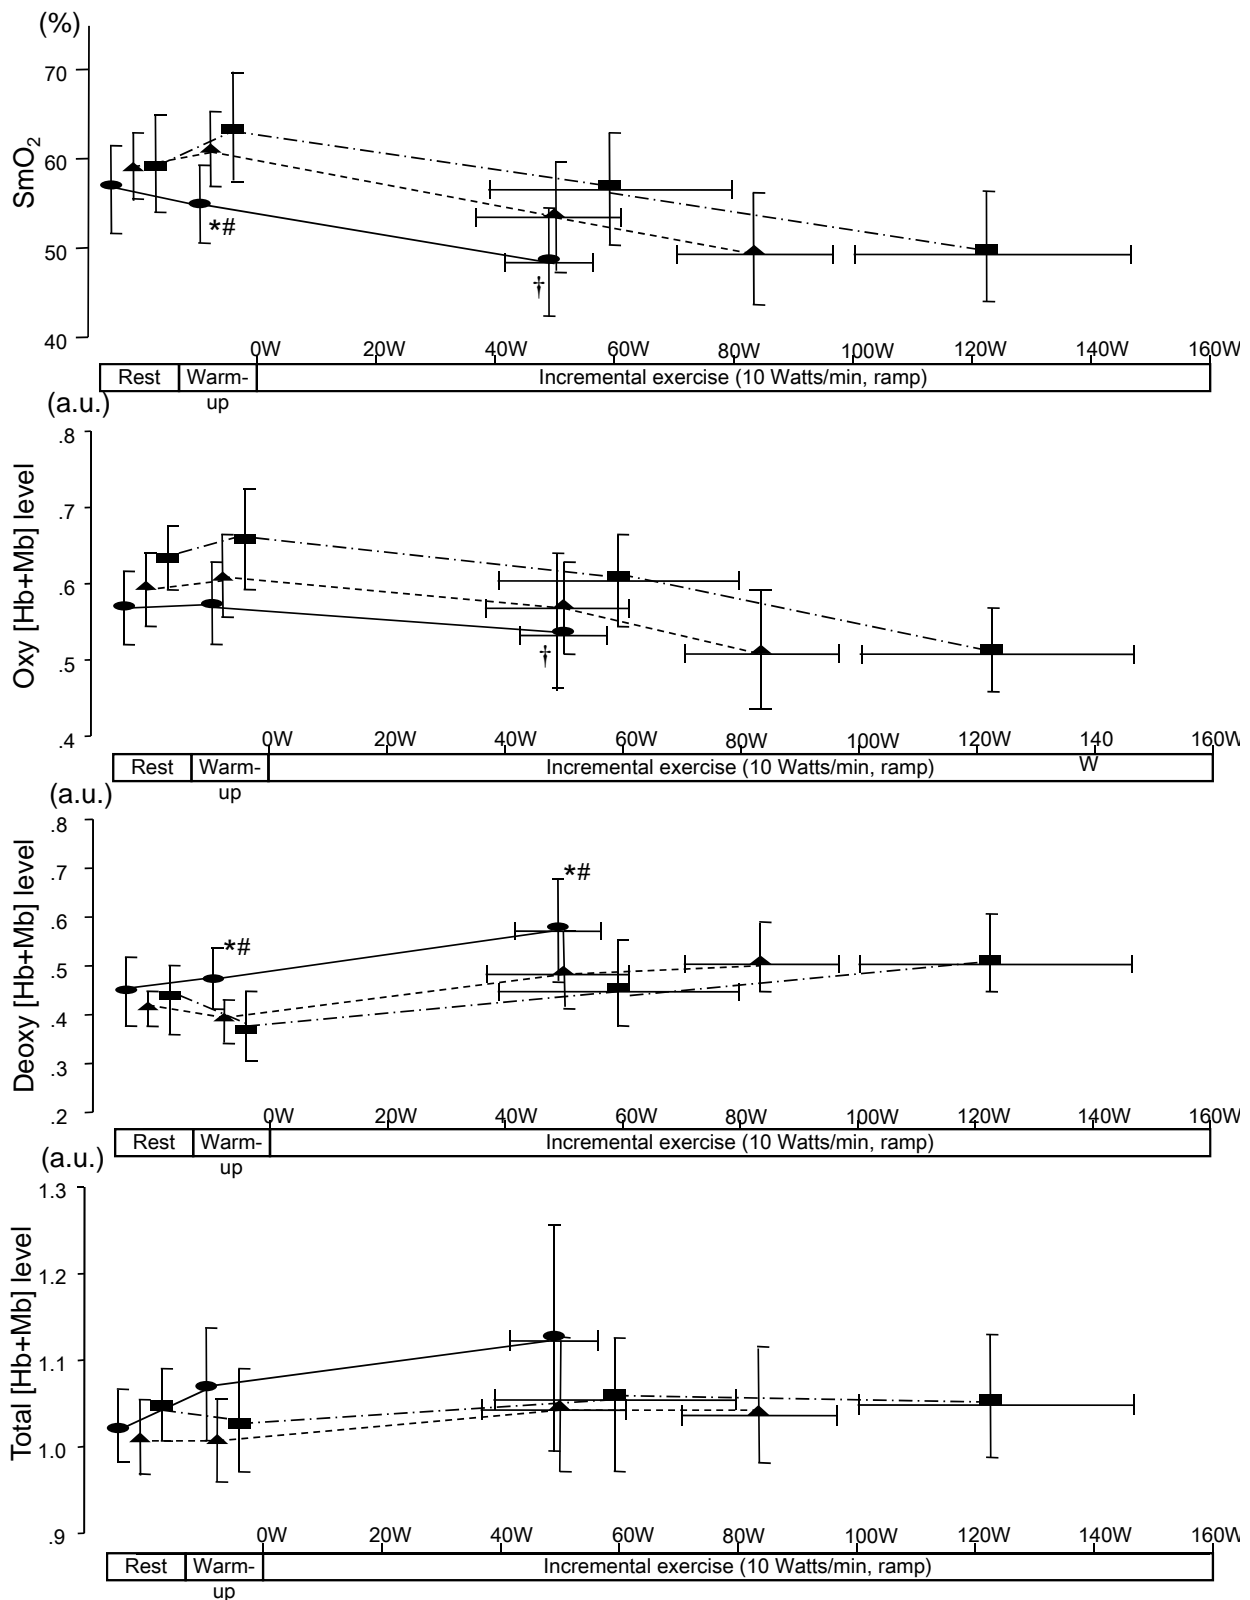 (%)
70
60
50
40
SmO2
*#
†
0W 20W 40W 60W 80W 100W 120W 140W 160W
Rest Warm-up Incremental exercise (10 Watts/min, ramp)
(a.u.)
.8
.7
.6
.5
.4
Oxy [Hb+Mb] level
†
0W 20W 40W 60W 80W 100W 120W 140 W 160W
Rest Warm-up Incremental exercise (10 Watts/min, ramp)
(a.u.)
.8
.7
.6
.5
.4
.3
.2
Deoxy [Hb+Mb] level
*#
*#
0W 20W 40W 60W 80W 100W 120W 140W 160W
Rest Warm-up Incremental exercise (10 Watts/min, ramp)
(a.u.)
1.3
1.2
1.1
1.0
.9
Total [Hb+Mb] level
0W 20W 40W 60W 80W 100W 120W 140W 160W
Rest Warm-up Incremental exercise (10 Watts/min, ramp)